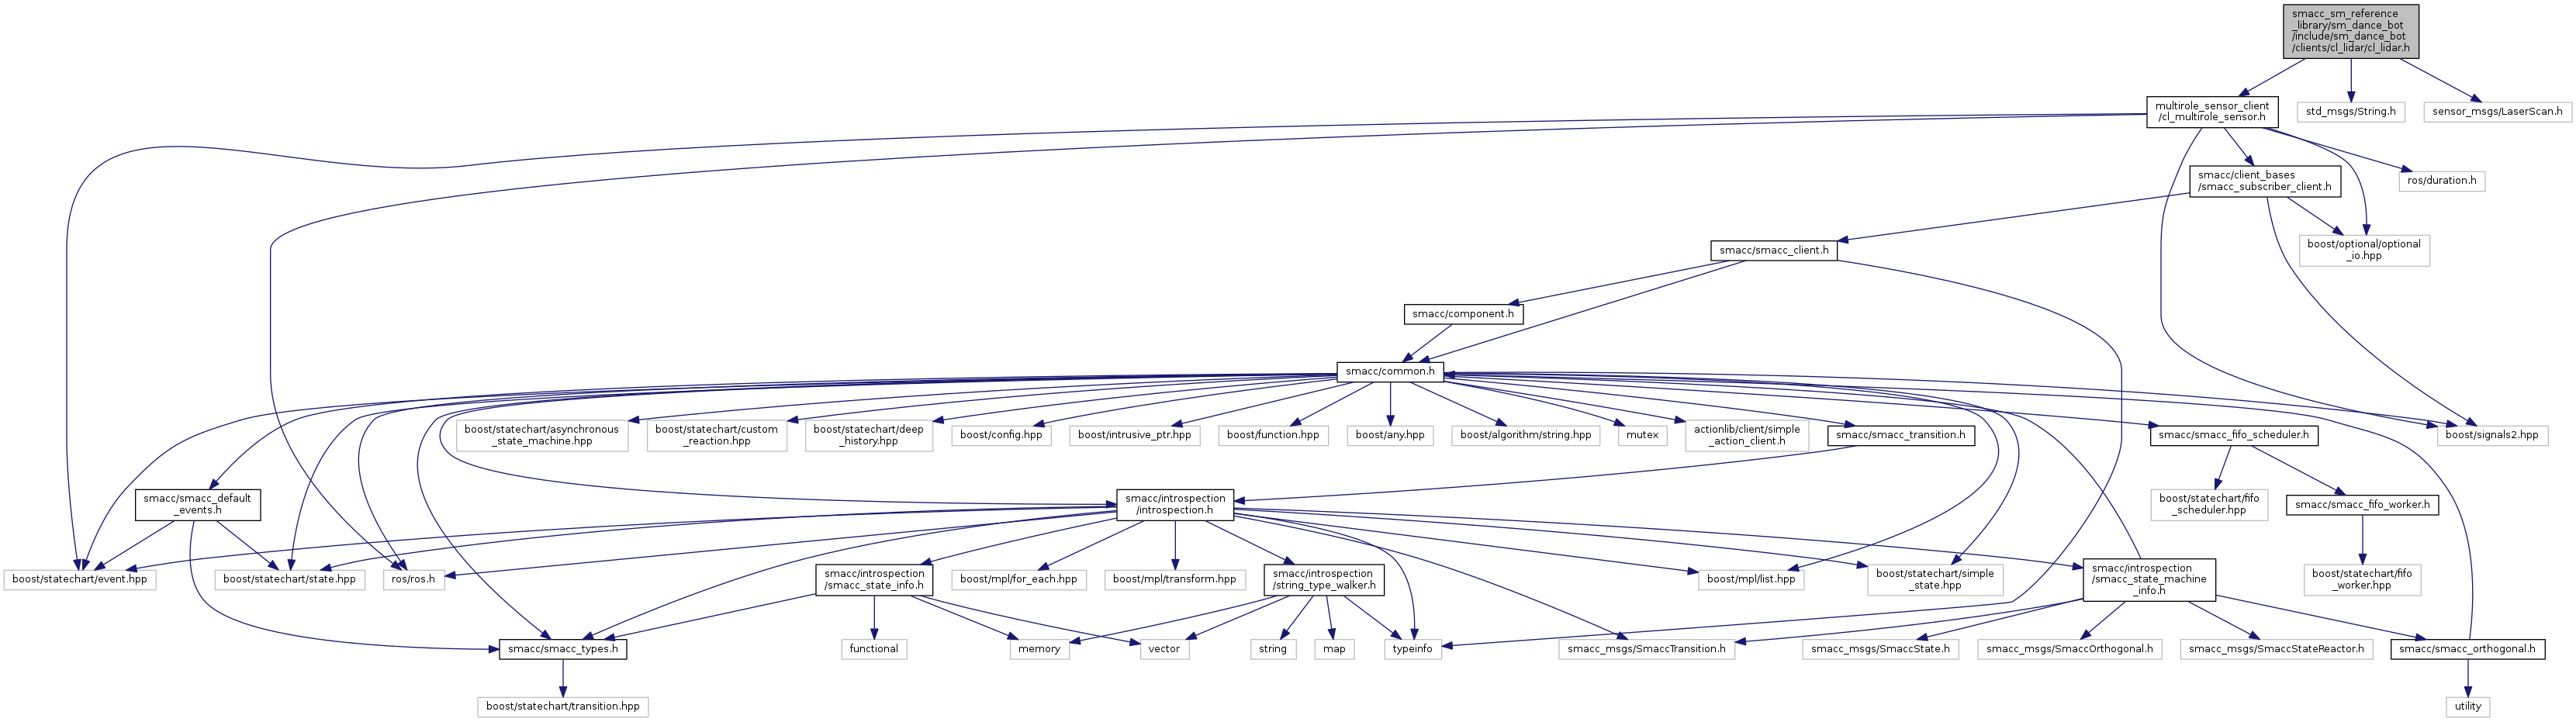 smacc_sm_reference
_library/sm_dance_bot
/include/sm_dance_bot
/clients/cl_lidar/cl_lidar.h
multirole_sensor_client
/cl_multirole_sensor.h
std_msgs/String.h
sensor_msgs/LaserScan.h
smacc/client_bases
/smacc_subscriber_client.h
ros/duration.h
smacc/smacc_client.h
boost/optional/optional
_io.hpp
smacc/component.h
smacc/common.h
boost/statechart/asynchronous
_state_machine.hpp
boost/statechart/custom
_reaction.hpp
boost/statechart/deep
_history.hpp
boost/config.hpp
boost/intrusive_ptr.hpp
boost/function.hpp
boost/any.hpp
boost/algorithm/string.hpp
mutex
actionlib/client/simple
_action_client.h
smacc/smacc_transition.h
smacc/smacc_fifo_scheduler.h
boost/signals2.hpp
smacc/smacc_default
_events.h
smacc/introspection
/introspection.h
boost/statechart/fifo
_scheduler.hpp
smacc/smacc_fifo_worker.h
boost/statechart/event.hpp
boost/statechart/state.hpp
ros/ros.h
smacc/introspection
/smacc_state_info.h
boost/mpl/for_each.hpp
boost/mpl/transform.hpp
smacc/introspection
/string_type_walker.h
boost/mpl/list.hpp
boost/statechart/simple
_state.hpp
smacc/introspection
/smacc_state_machine
_info.h
boost/statechart/fifo
_worker.hpp
smacc/smacc_types.h
functional
memory
vector
string
map
typeinfo
smacc_msgs/SmaccTransition.h
smacc_msgs/SmaccState.h
smacc_msgs/SmaccOrthogonal.h
smacc_msgs/SmaccStateReactor.h
smacc/smacc_orthogonal.h
boost/statechart/transition.hpp
utility